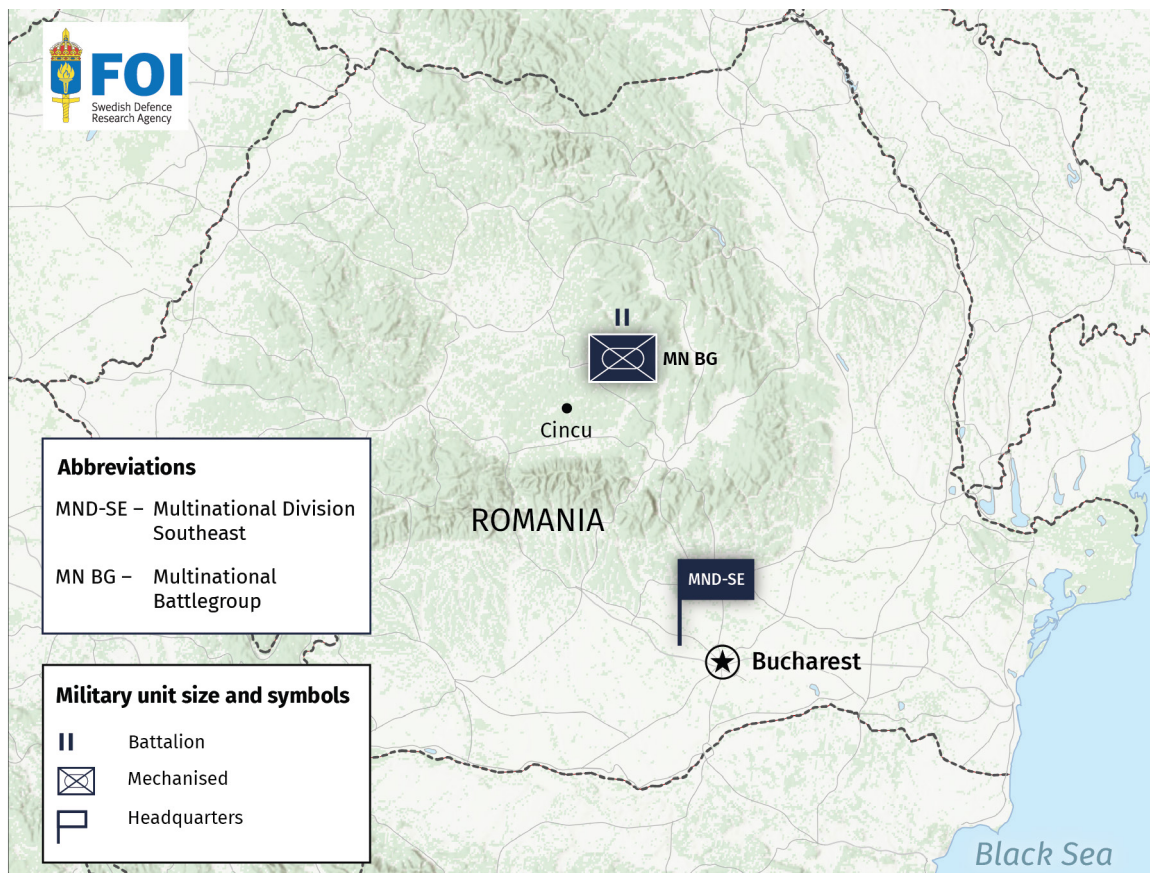 FOI
Swedish Defence
Research Agency
MN BG
Cincu
Abbreviations
MND-SE – Multinational Division
Southeast
MN BG – Multinational
Battlegroup
ROMANIA
MND-SE
Bucharest
Military unit size and symbols
Battalion
Mechanised
Headquarters
Black Sea